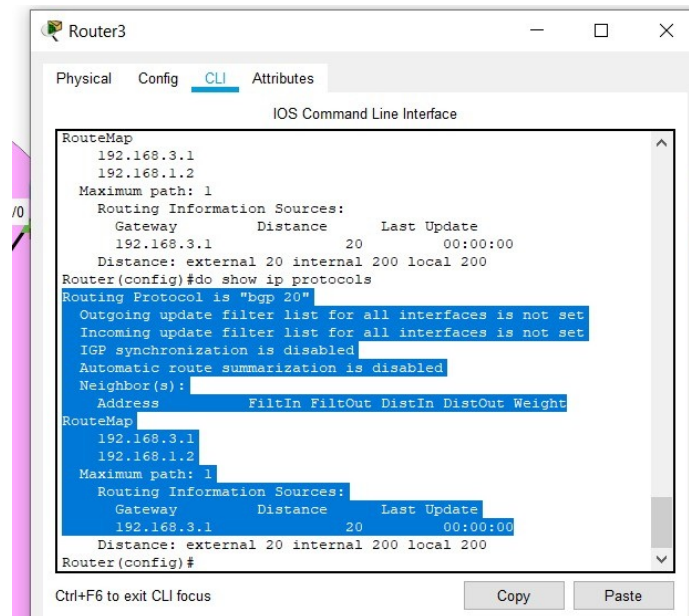 Router3
Physical Config CLI Attributes
IOS Command Line Interface
RouteMap
192.168.3.1
192.168.1.2
Maximum path: 1
Routing Information Sources:
Gateway Distance Last Update
192.168.3.1 20 00:00:00
Distance: external 20 internal 200 local 200
Router(config)#do show ip protocols
Routing Protocol is "bgp 20"
Outgoing update filter list for all interfaces is not set
Incoming update filter list for all interfaces is not set
IGP synchronization is disabled
Automatic route summarization is disabled
Neighbor(s):
Address FiltIn FiltOut DistIn DistOut Weight
RouteMap
192.168.3.1
192.168.1.2
Maximum path: 1
Routing Information Sources:
Gateway Distance Last Update
192.168.3.1 20 00:00:00
Distance: external 20 internal 200 local 200
Router(config)#
/0
Ctrl+F6 to exit CLI focus
Copy Paste